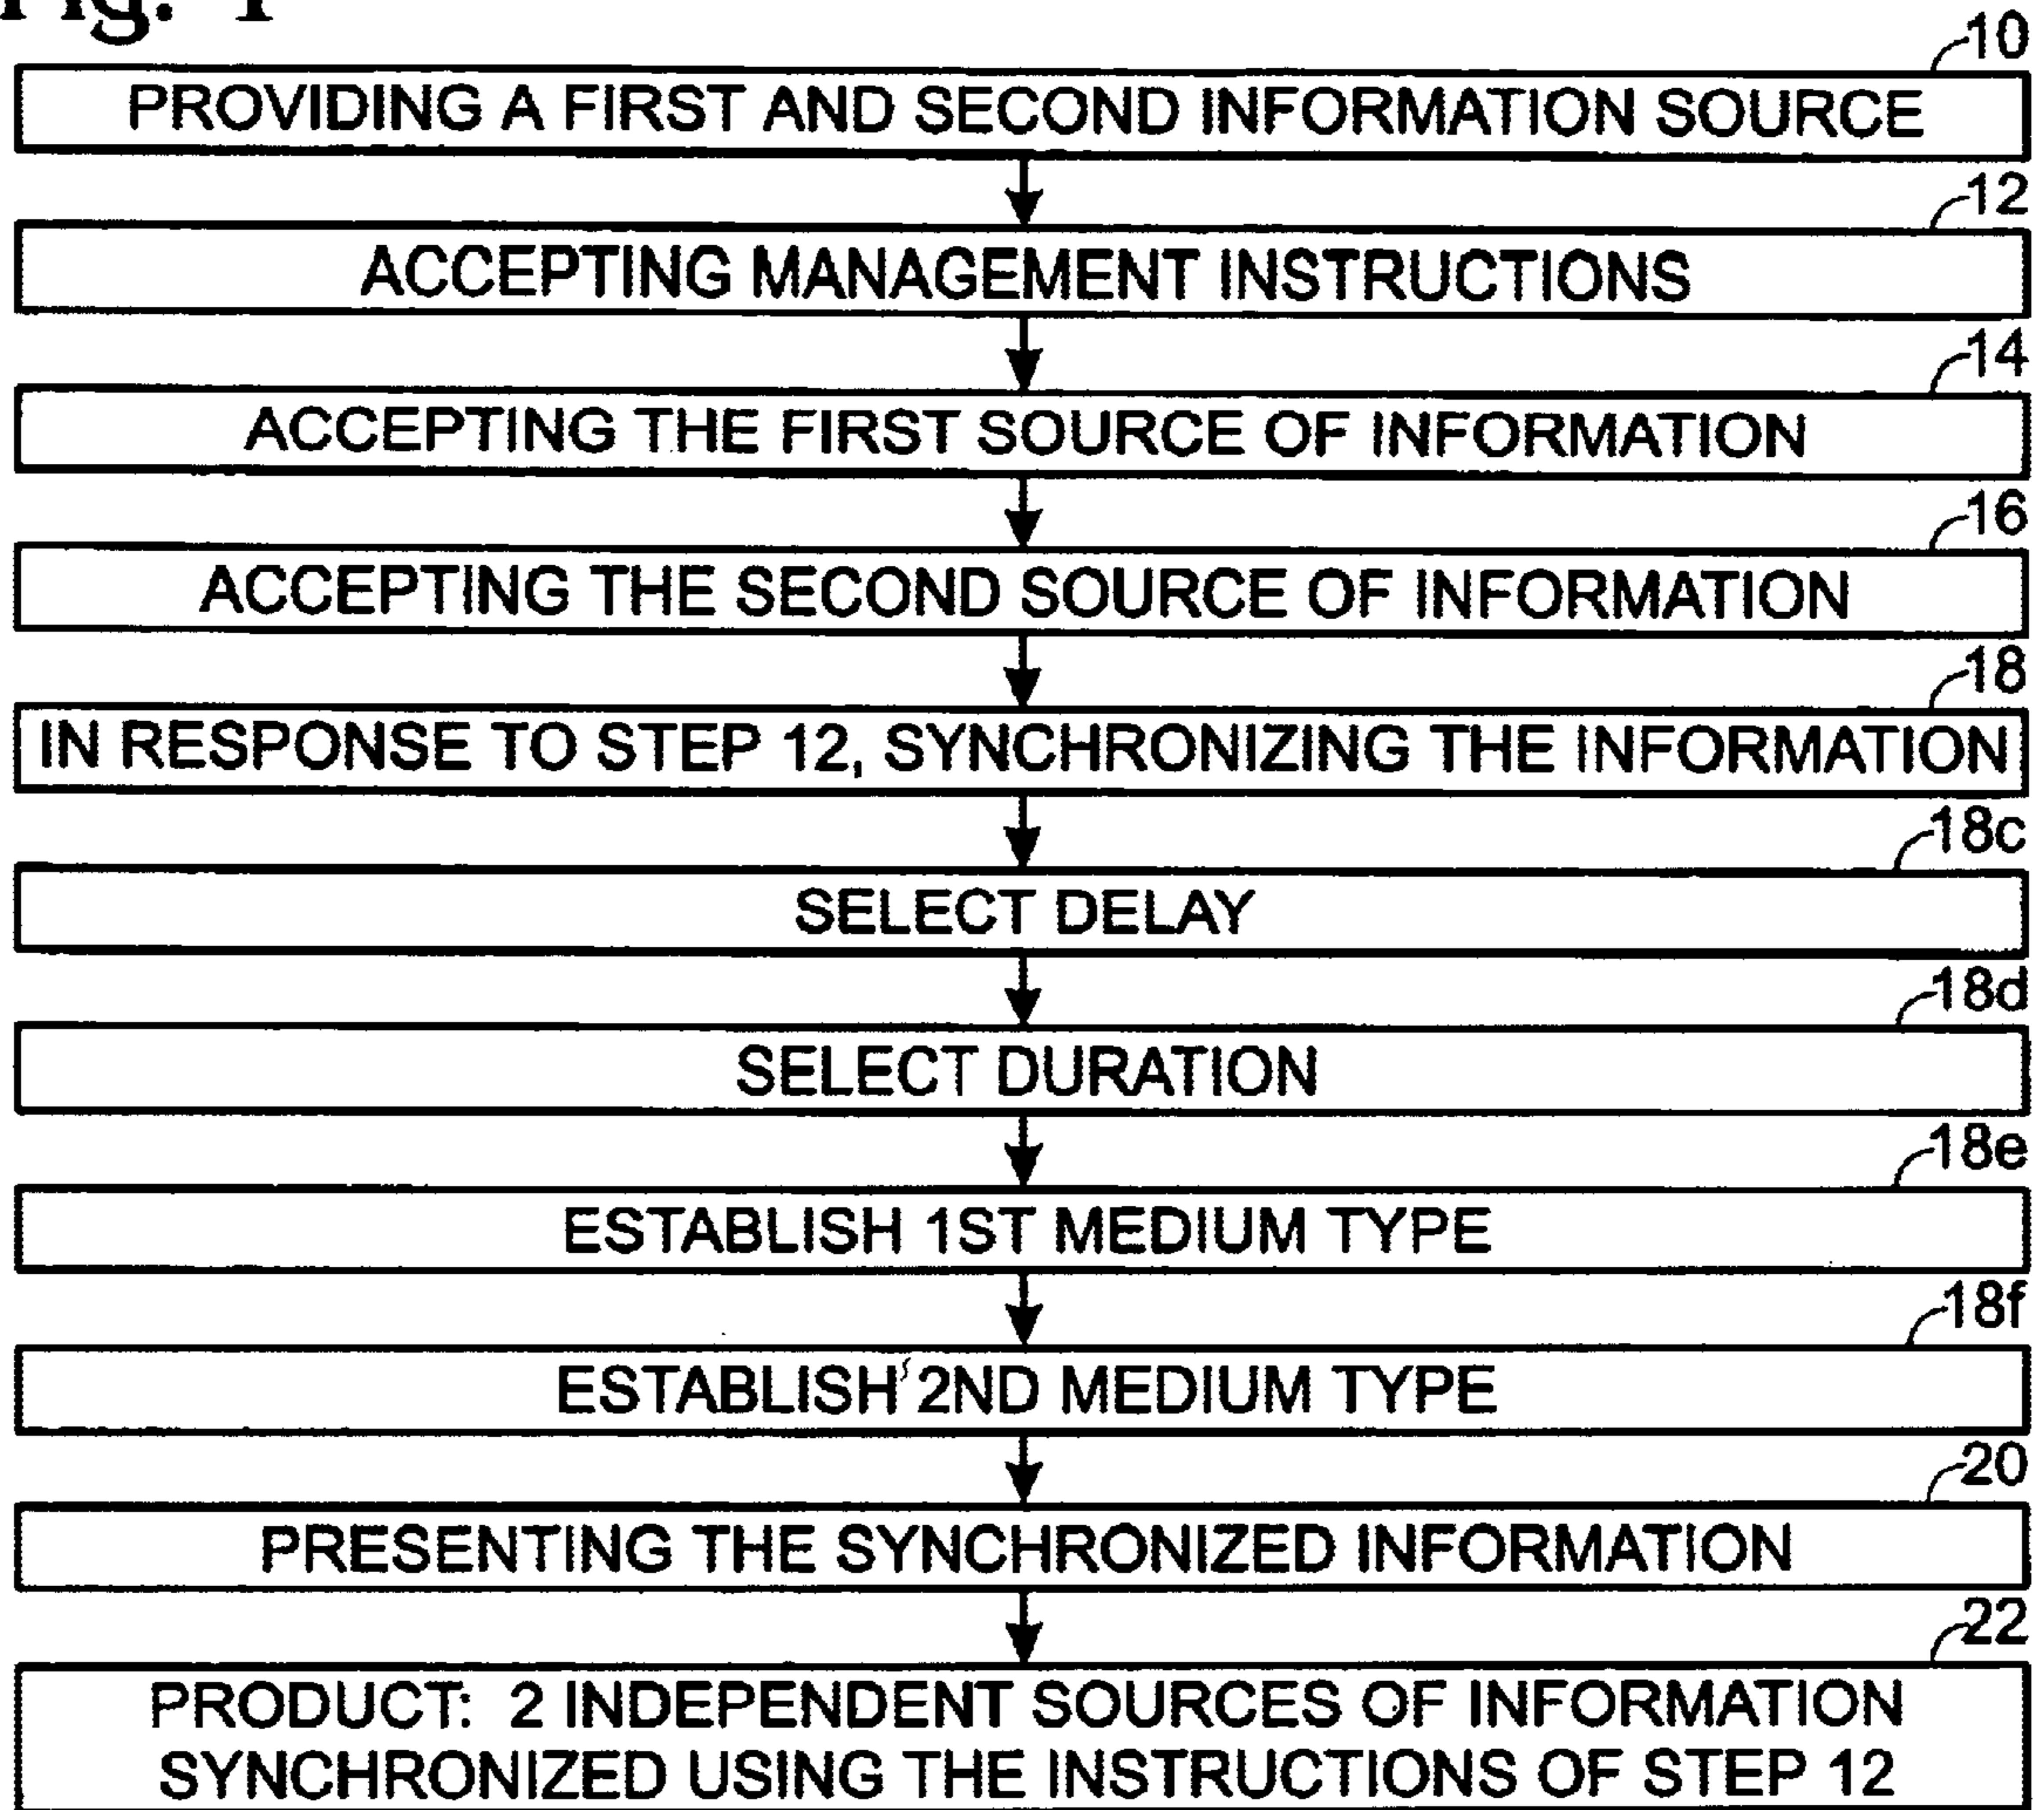 Fig. 1
10
PROVIDING A FIRST AND SECOND INFORMATION SOURCE
12
ACCEPTING MANAGEMENT INSTRUCTIONS
14
ACCEPTING THE FIRST SOURCE OF INFORMATION
16
ACCEPTING THE SECOND SOURCE OF INFORMATION
18
IN RESPONSE TO STEP 12, SYNCHRONIZING THE INFORMATION
18c
SELECT DELAY
18d
SELECT DURATION
18e
ESTABLISH 1ST MEDIUM TYPE
18f
ESTABLISH 2ND MEDIUM TYPE
20
PRESENTING THE SYNCHRONIZED INFORMATION
22
PRODUCT: 2 INDEPENDENT SOURCES OF INFORMATION
SYNCHRONIZED USING THE INSTRUCTIONS OF STEP 12